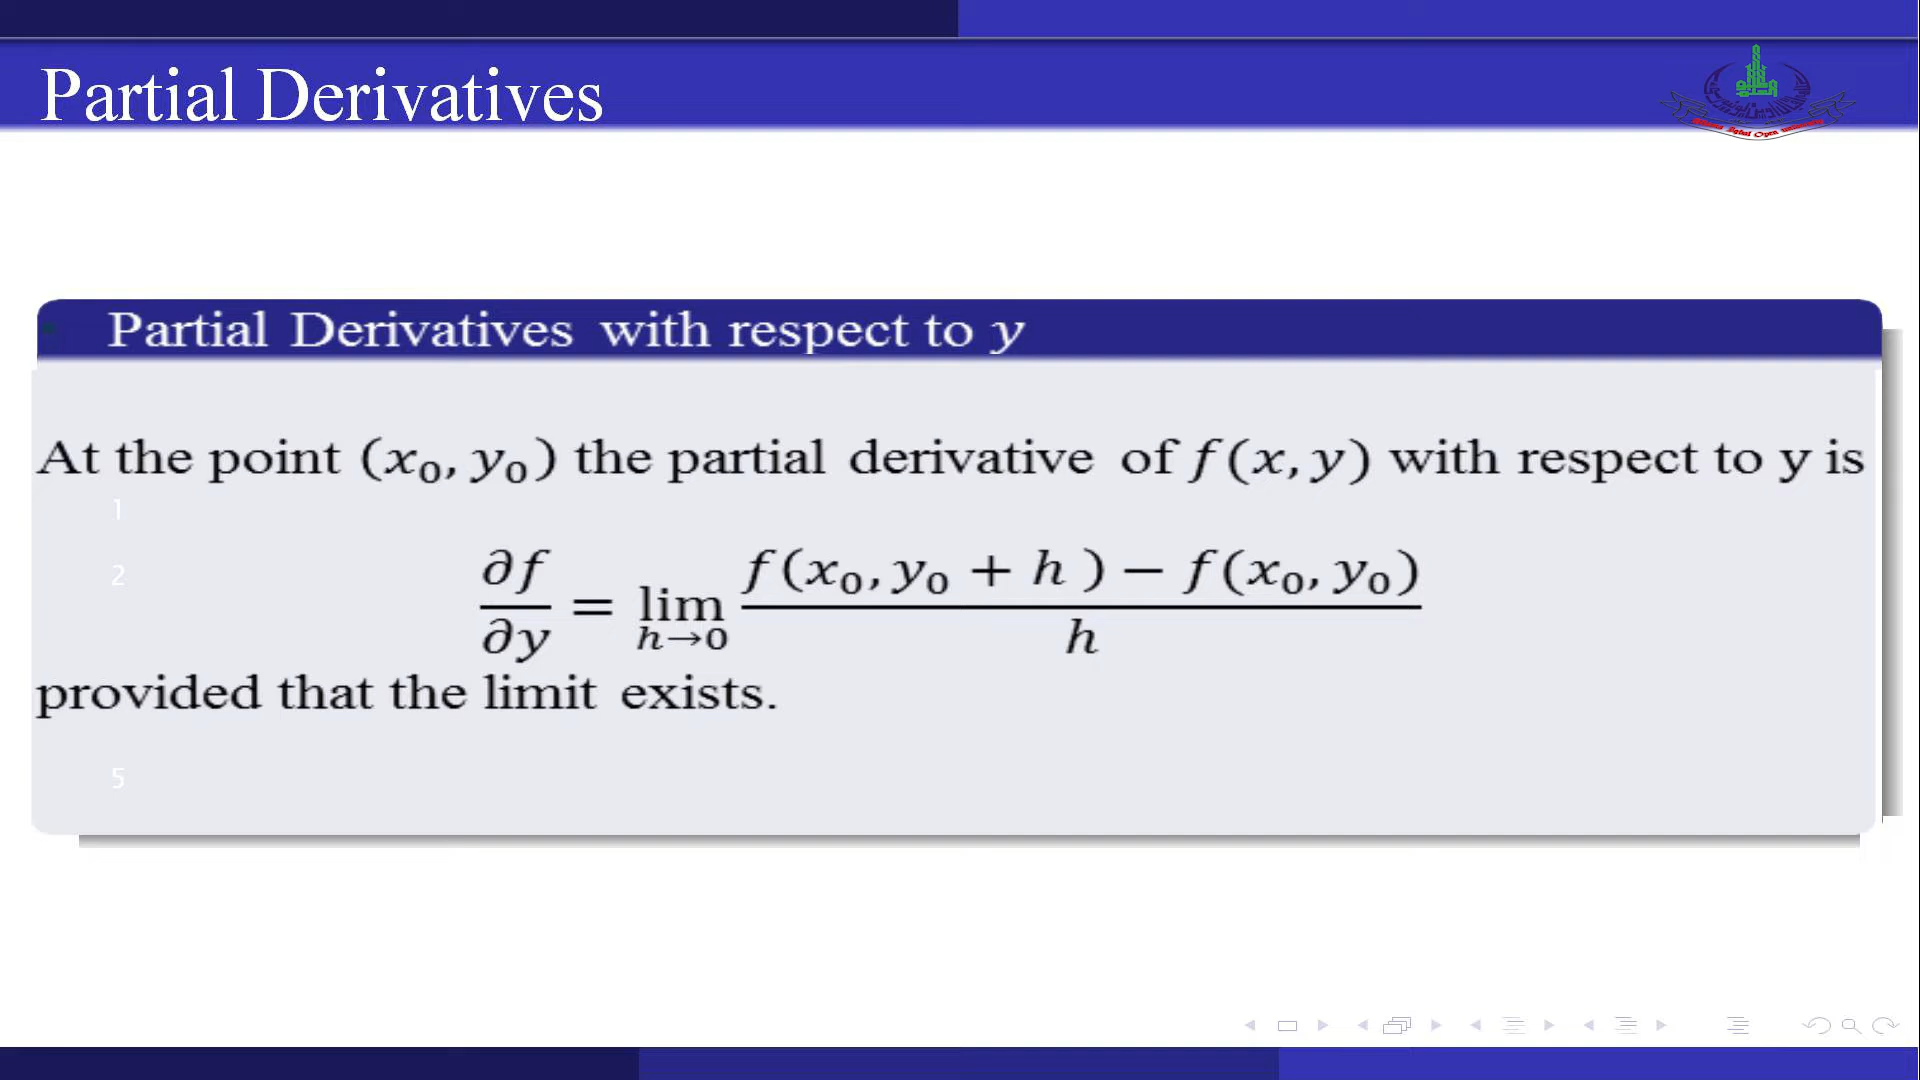 Partial Derivatives
Partial Derivatives with respect to y
At the point (x₀, y₀) the partial derivative of f(x, y) with respect to y is
1
2
∂f/∂y = lim h→0 f(x₀, y₀ + h ) − f(x₀, y₀) / h
provided that the limit exists.
5